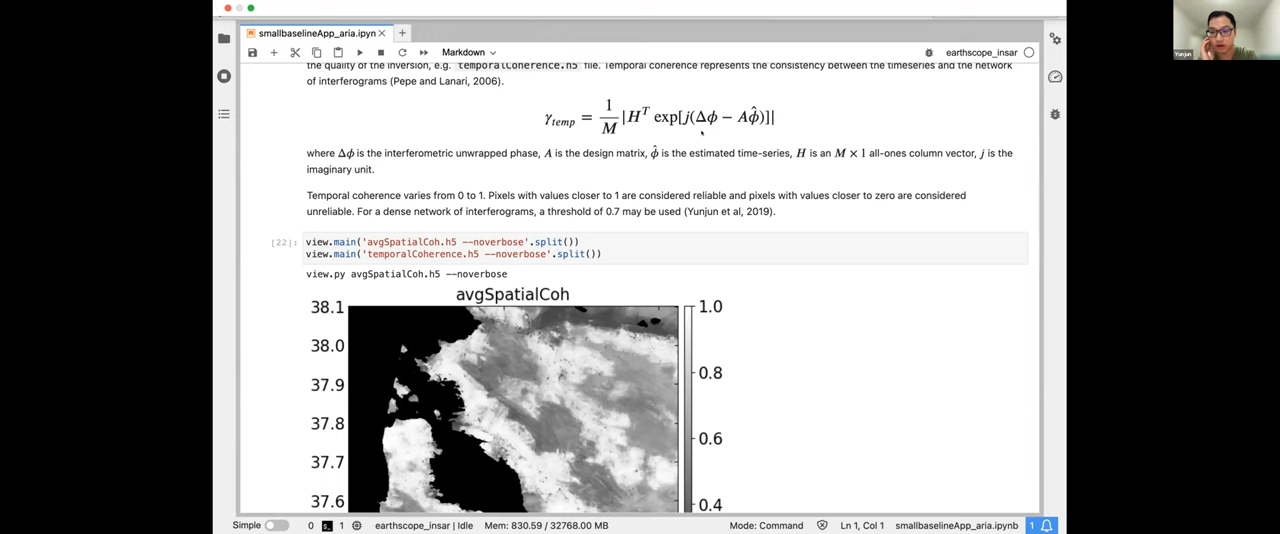 smallbaselineApp_aria.ipyn
Markdown
earthscope_insar
the quality of the inversion, e.g. temporalCoherence.h5 file. Temporal coherence represents the consistency between the timeseries and the network
of interferograms (Pepe and Lanari, 2006).
γtemp = 1/M |H^T exp[j(Δϕ − Aϕ̂)]|
where Δϕ is the interferometric unwrapped phase, A is the design matrix, ϕ̂ is the estimated time-series, H is an M × 1 all-ones column vector, j is the
imaginary unit.
Temporal coherence varies from 0 to 1. Pixels with values closer to 1 are considered reliable and pixels with values closer to zero are considered
unreliable. For a dense network of interferograms, a threshold of 0.7 may be used (Yunjun et al, 2019).
[22]: view.main('avgSpatialCoh.h5 --noverbose'.split())
view.main('temporalCoherence.h5 --noverbose'.split())
view.py avgSpatialCoh.h5 --noverbose
avgSpatialCoh
38.1 1.0
38.0
37.9 0.8
37.8
37.7 0.6
37.6
0.4
Simple 0 1 earthscope_insar | Idle Mem: 830.59 / 32768.00 MB Mode: Command Ln 1, Col 1 smallbaselineApp_aria.ipynb 1
Yunjun